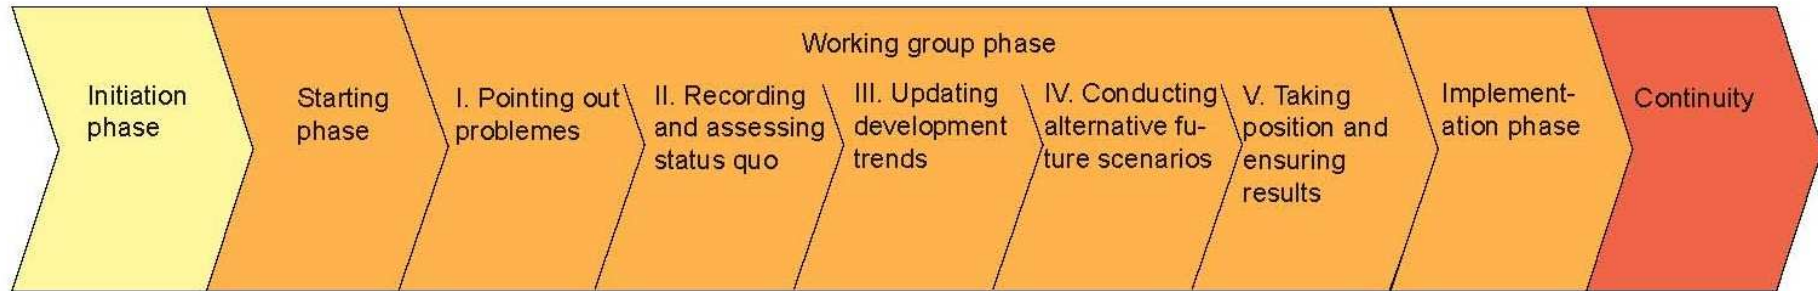 Working group phase
Initiation
phase
Starting
phase
I. Pointing out
problemes
II. Recording
and assessing
status quo
III. Updating
development
trends
IV. Conducting
alternative fu-
ture scenarios
V. Taking
position and
ensuring
results
Implement-
ation phase
Continuity